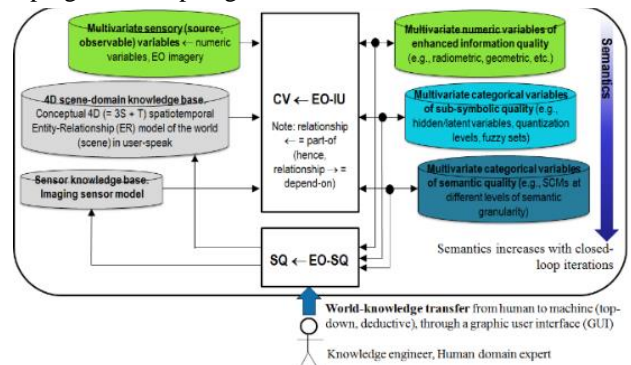 Multivariate sensory (source,
observable) variables ← numeric
variables, EO imagery
4D scene-domain knowledge base.
Conceptual 4D (= 3S + T) spatiotemporal
Entity-Relationship (ER) model of the
world (scene) in user-speak
Sensor knowledge base.
Imaging sensor model
CV ← EO-IU
Note: relationship
← = part-of
(hence,
relationship → =
depend-on)
SQ ← EO-SQ
Multivariate numeric variables of
enhanced information quality
(e.g., radiometric, geometric, etc.)
Multivariate categorical variables
of sub-symbolic quality (e.g.,
hidden/latent variables, quantization
levels, fuzzy sets)
Multivariate categorical variables
of semantic quality (e.g., SCMs at
different levels of semantic
granularity)
Semantics
Semantics increases with closed-
loop iterations
World-knowledge transfer from human to machine (top-
down, deductive), through a graphic user interface (GUI)
Knowledge engineer, Human domain expert